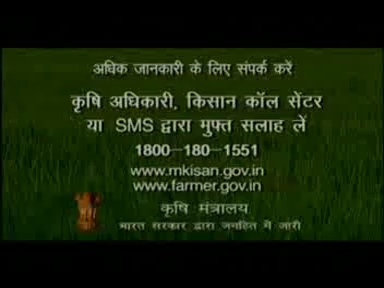 अधिक जानकारी के लिए संपर्क करें
कृषि अधिकारी, किसान कॉल सेंटर
या SMS द्वारा मुफ्त सलाह लें
1800-180-1551
www.mkisan.gov.in
www.farmer.gov.in
कृषि मंत्रालय
भारत सरकार द्वारा जनहित में जारी